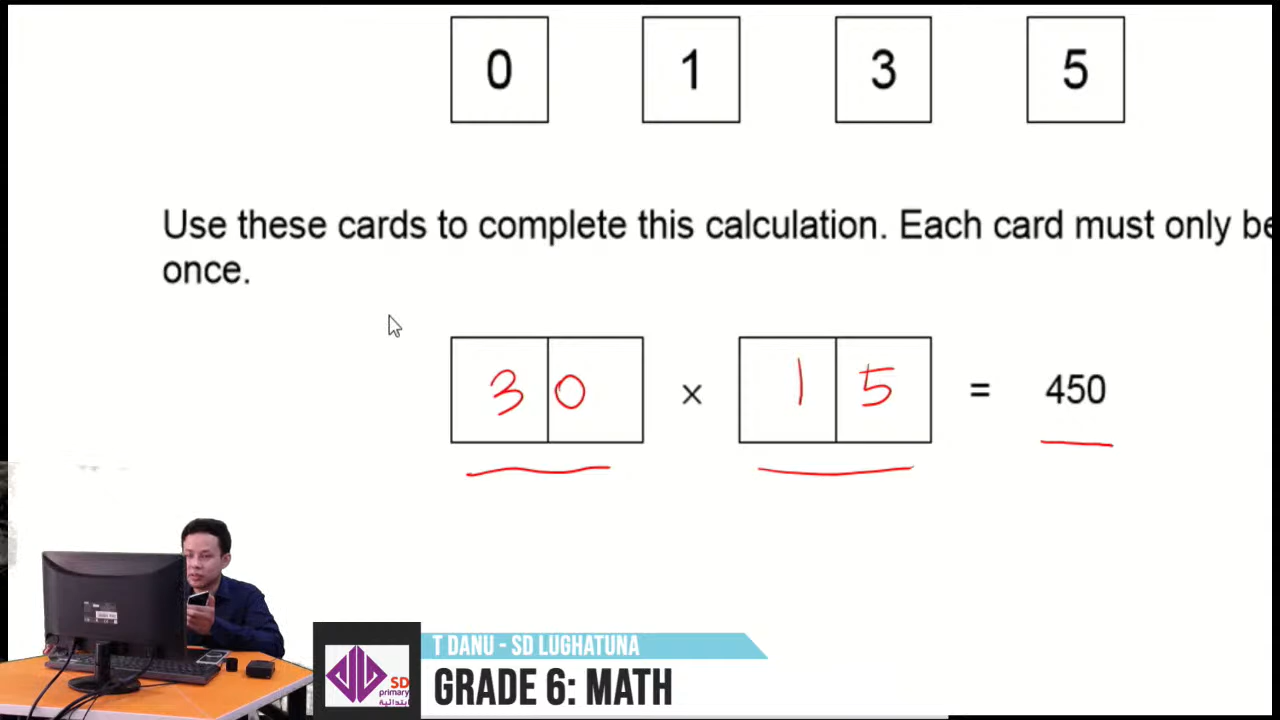 0 1 3 5
Use these cards to complete this calculation. Each card must only be
once.
3 0 × 1 5 = 450
T DANU - SD LUGHATUNA
SD
primary
ابتدائية
GRADE 6: MATH